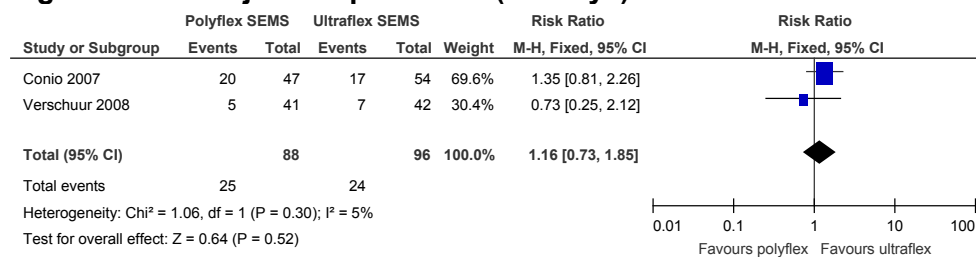 Polyflex SEMS Ultraflex SEMS Risk Ratio Risk Ratio
Study or Subgroup Events Total Events Total Weight M-H, Fixed, 95% CI M-H, Fixed, 95% CI
Conio 2007 20 47 17 54 69.6% 1.35 [0.81, 2.26]
Verschuur 2008 5 41 7 42 30.4% 0.73 [0.25, 2.12]
Total (95% CI) 88 96 100.0% 1.16 [0.73, 1.85]
Total events 25 24
Heterogeneity: Chi² = 1.06, df = 1 (P = 0.30); I² = 5%
Test for overall effect: Z = 0.64 (P = 0.52)
0.01 0.1 1 10 100
Favours polyflex Favours ultraflex